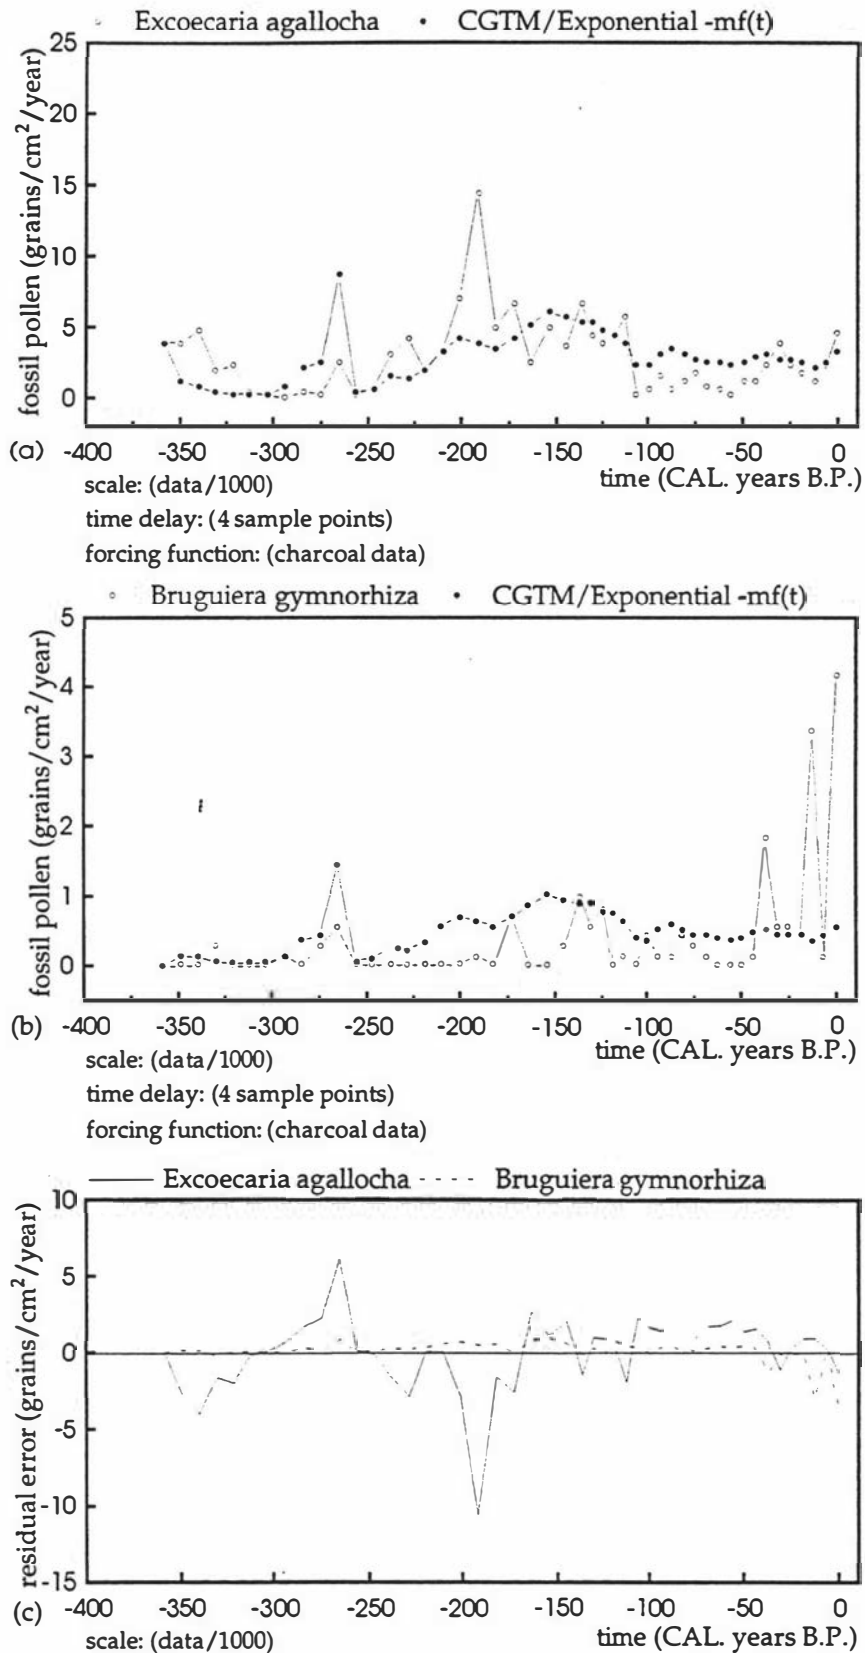 Excoecaria agallocha • CGTM/Exponential -mf(t)
fossil pollen (grains/cm²/year)
25
20
15
10
5
0
(a) -400 -350 -300 -250 -200 -150 -100 -50 0
time (CAL. years B.P.)
scale: (data/1000)
time delay: (4 sample points)
forcing function: (charcoal data)
Bruguiera gymnorhiza • CGTM/Exponential -mf(t)
fossil pollen (grains/cm²/year)
5
4
3
2
1
0
(b) -400 -350 -300 -250 -200 -150 -100 -50 0
time (CAL. years B.P.)
scale: (data/1000)
time delay: (4 sample points)
forcing function: (charcoal data)
Excoecaria agallocha Bruguiera gymnorhiza
residual error (grains/cm²/year)
10
5
0
-5
-10
-15
(c) -400 -350 -300 -250 -200 -150 -100 -50 0
time (CAL. years B.P.)
scale: (data/1000)